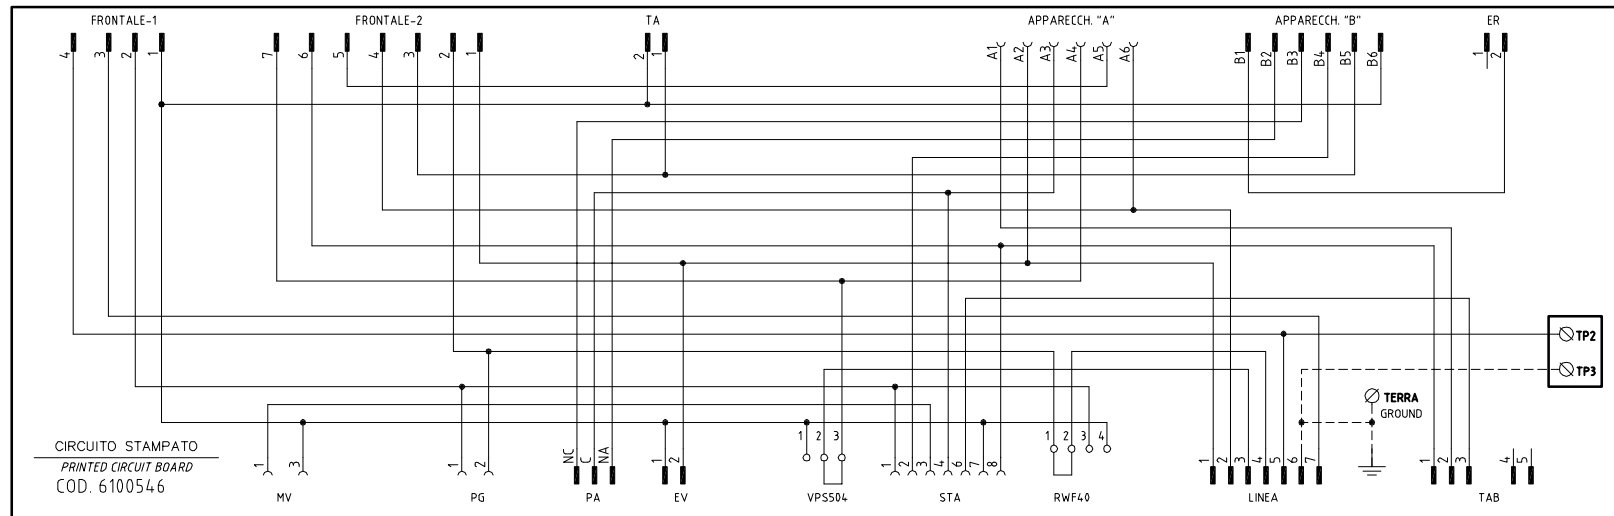 FRONTALE-1 FRONTALE-2 TA APPARECCH. "A" APPARECCH. "B" ER
4 3 2 1 7 6 5 4 3 2 1 2 1 A1 A2 A3 A4 A5 A6 B1 B2 B3 B4 B5 B6 1 2
TP2
TP3
TERRA
GROUND
CIRCUITO STAMPATO
PRINTED CIRCUIT BOARD
COD. 6100546
1 3 1 2 NC C NA 1 2 1 2 3 1 2 3 4 6 7 8 1 2 3 4 1 2 3 4 5 6 7 1 2 3 4 5
MV PG PA EV VPS504 STA RWF40 LINEA TAB